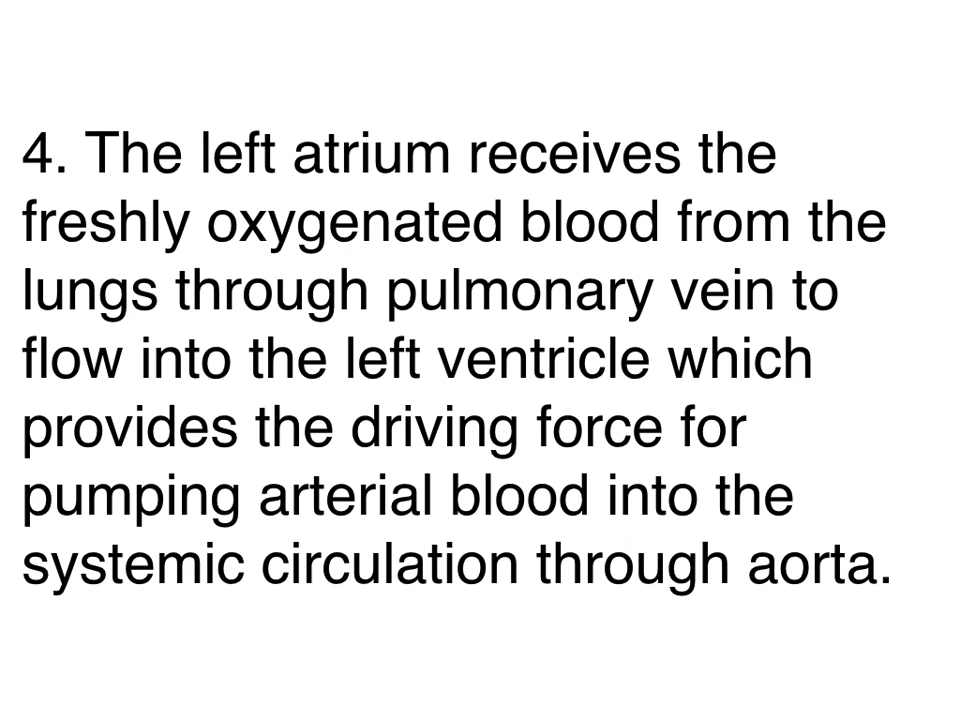 4. The left atrium receives the
freshly oxygenated blood from the
lungs through pulmonary vein to
flow into the left ventricle which
provides the driving force for
pumping arterial blood into the
systemic circulation through aorta.